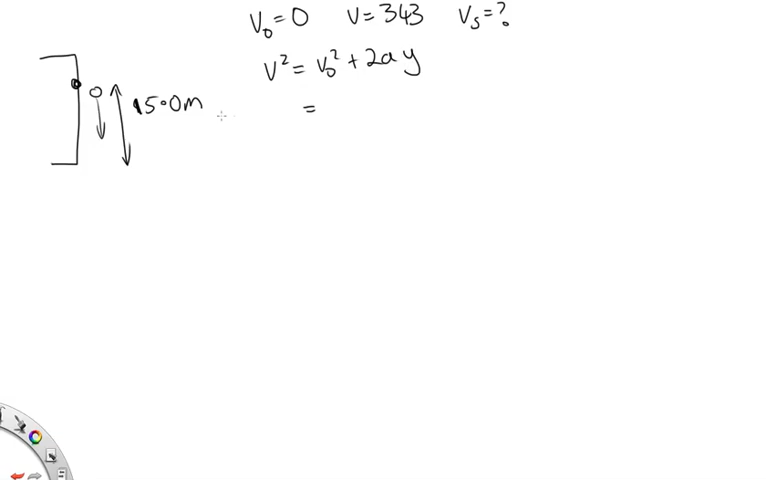 V₀ = 0 V = 343 Vₛ = ?
V² = V₀² + 2ay
15.0m
=